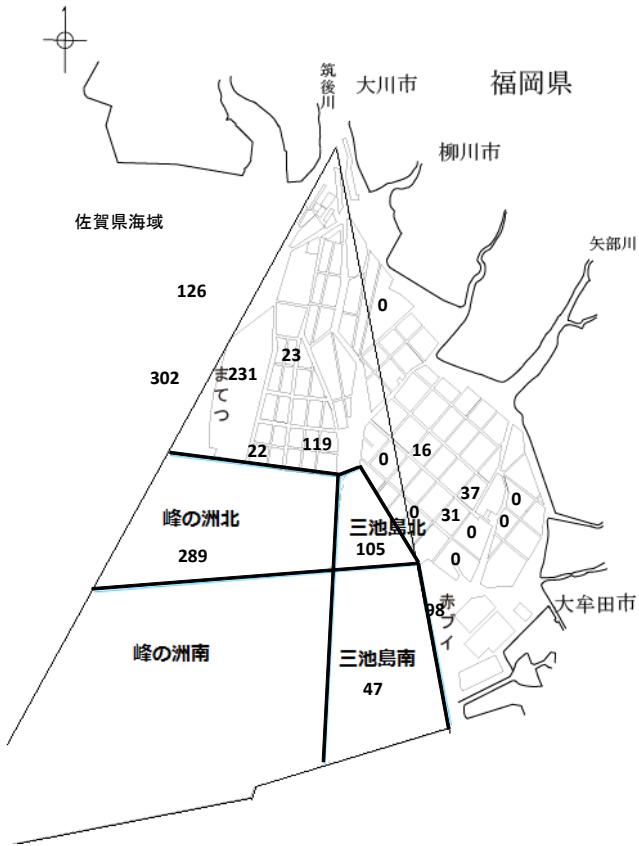 筑後川
大川市
福岡県
柳川市
佐賀県海域
矢部川
126
0
23
302
231
まてつ
119
22
0
16
37
0
峰の洲北
0
三池島北
31
0
0
289
105
0
98
赤ブイ
大牟田市
峰の洲南
三池島南
47